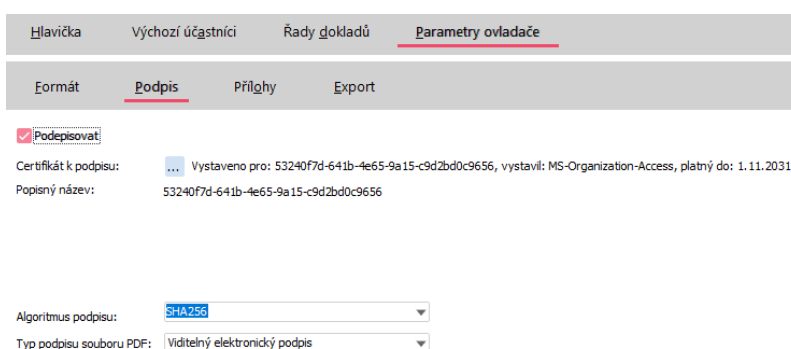 Hlavička Výchozí účastníci Řady dokladů Parametry ovladače
Formát Podpis Přílohy Export
Podepisovat
Certifikát k podpisu: ... Vystaveno pro: 53240f7d-641b-4e65-9a15-c9d2bd0c9656, vystavil: MS-Organization-Access, platný do: 1.11.2031
Popisný název: 53240f7d-641b-4e65-9a15-c9d2bd0c9656
Algoritmus podpisu: SHA256
Typ podpisu souboru PDF: Viditelný elektronický podpis